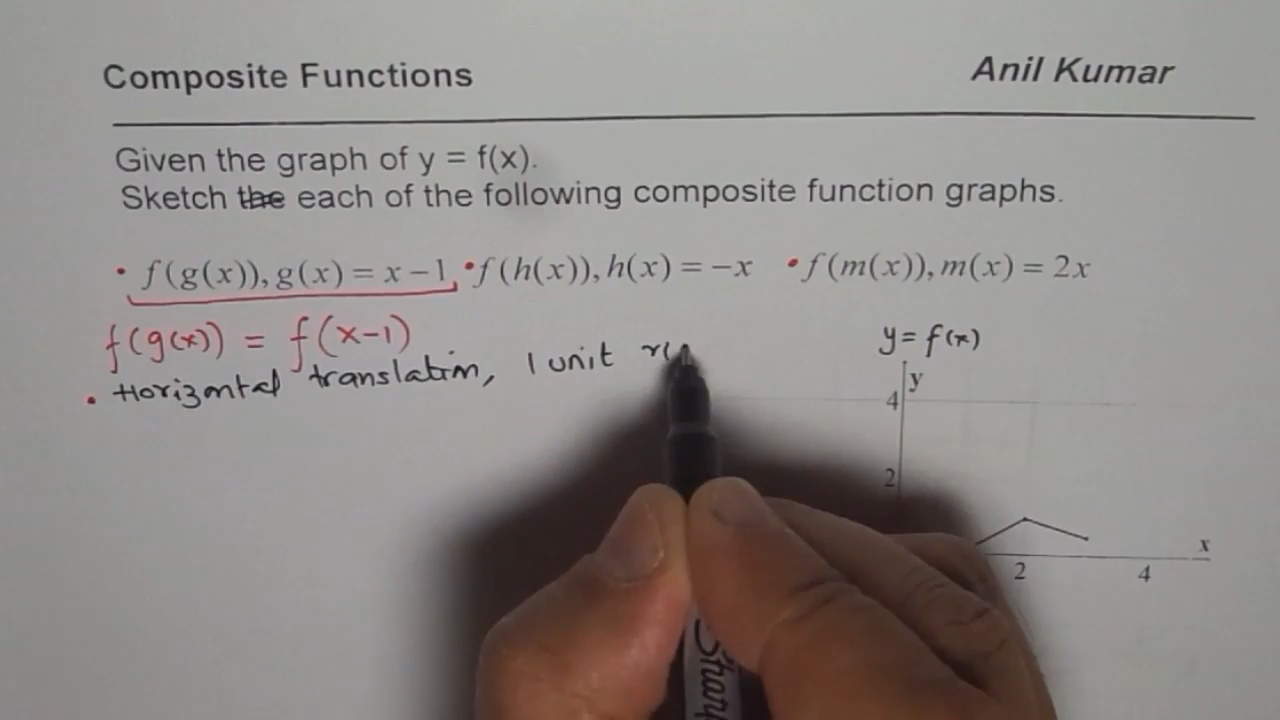 Composite Functions Anil Kumar
Given the graph of y = f(x).
Sketch the each of the following composite function graphs.
• f(g(x)), g(x) = x − 1 • f(h(x)), h(x) = −x • f(m(x)), m(x) = 2x
f(g(x)) = f(x-1)
• Horizontal translation, 1 unit
y = f(x)
y
4
2
x
2 4
Sharp